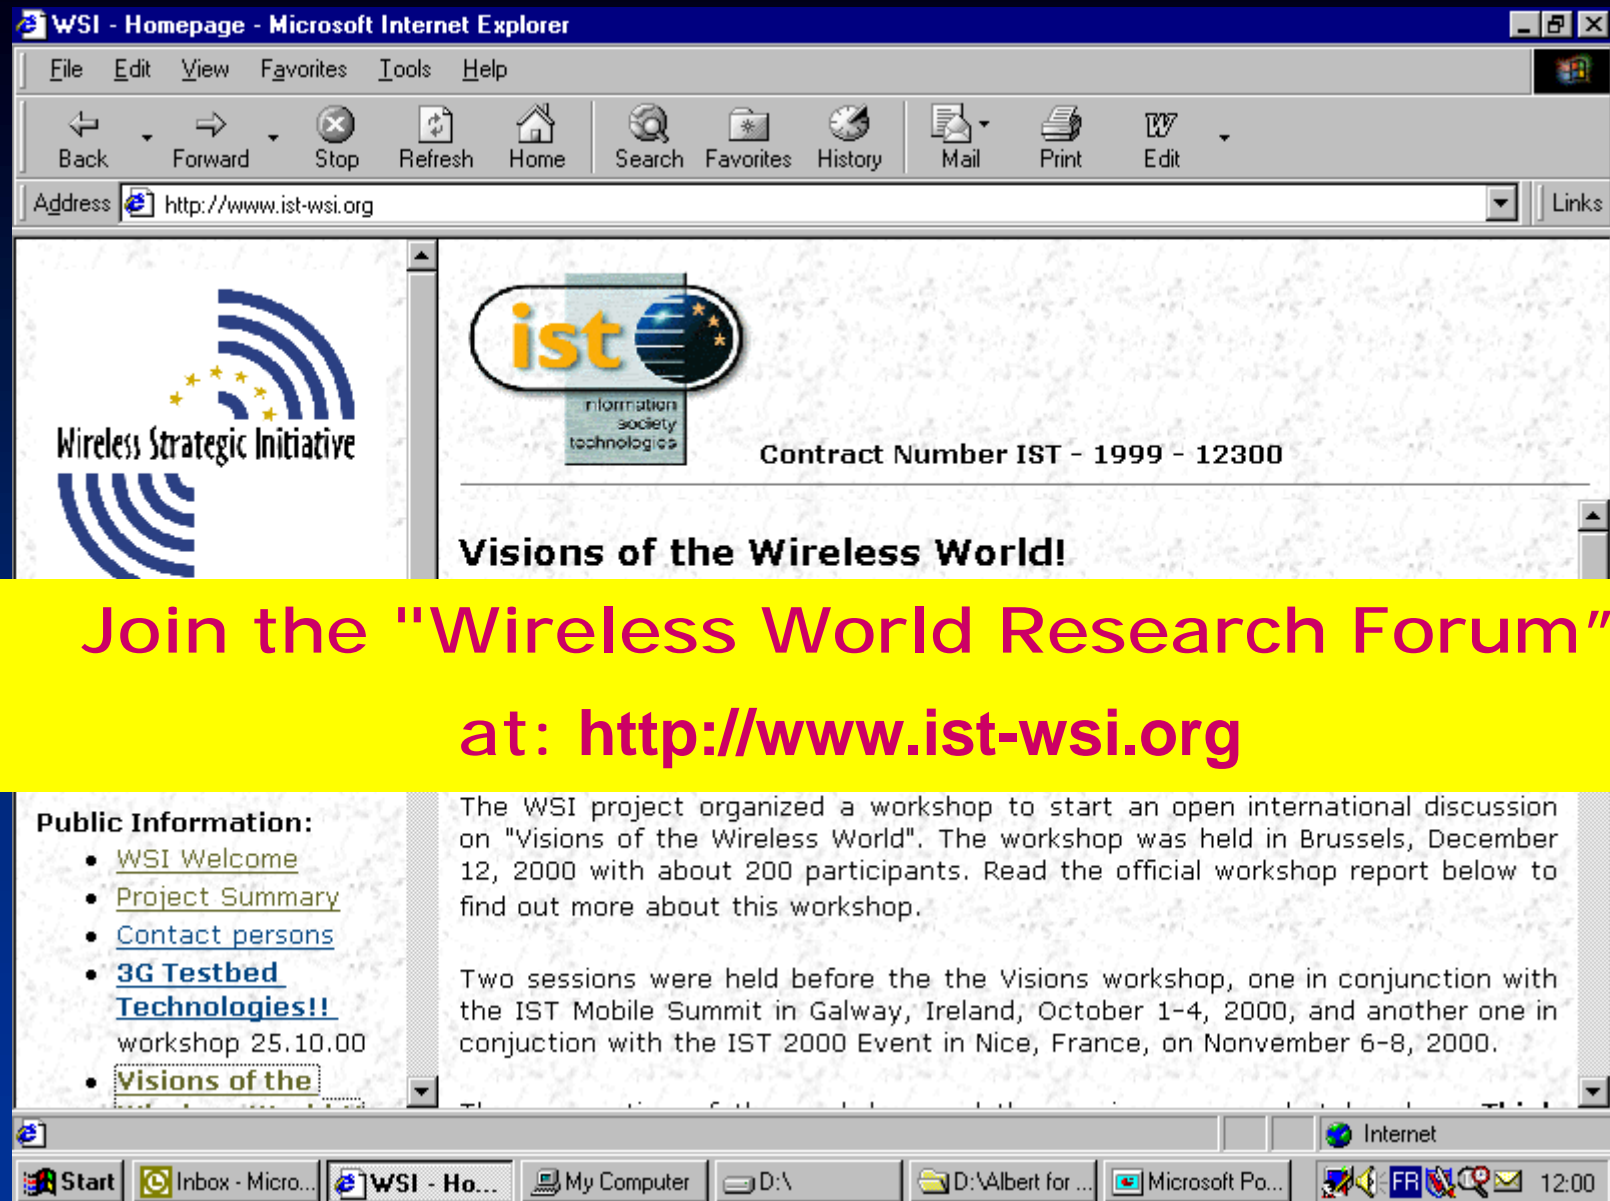 WSI - Homepage - Microsoft Internet Explorer
File Edit View Favorites Tools Help
Back Forward Stop Refresh Home Search Favorites History Mail Print Edit
Address http://www.ist-wsi.org Links
Wireless Strategic Initiative
ist
information
society
technologies
Contract Number IST - 1999 - 12300
Visions of the Wireless World!
Join the "Wireless World Research Forum”
at: http://www.ist-wsi.org
Public Information:
• WSI Welcome
• Project Summary
• Contact persons
• 3G Testbed
Technologies!!
workshop 25.10.00
• Visions of the
The WSI project organized a workshop to start an open international discussion
on "Visions of the Wireless World". The workshop was held in Brussels, December
12, 2000 with about 200 participants. Read the official workshop report below to
find out more about this workshop.
Two sessions were held before the the Visions workshop, one in conjunction with
the IST Mobile Summit in Galway, Ireland, October 1-4, 2000, and another one in
conjuction with the IST 2000 Event in Nice, France, on Nonvember 6-8, 2000.
Internet
Start Inbox - Micro... WSI - Ho... My Computer D:\ D:\Albert for ... Microsoft Po... FR 12:00